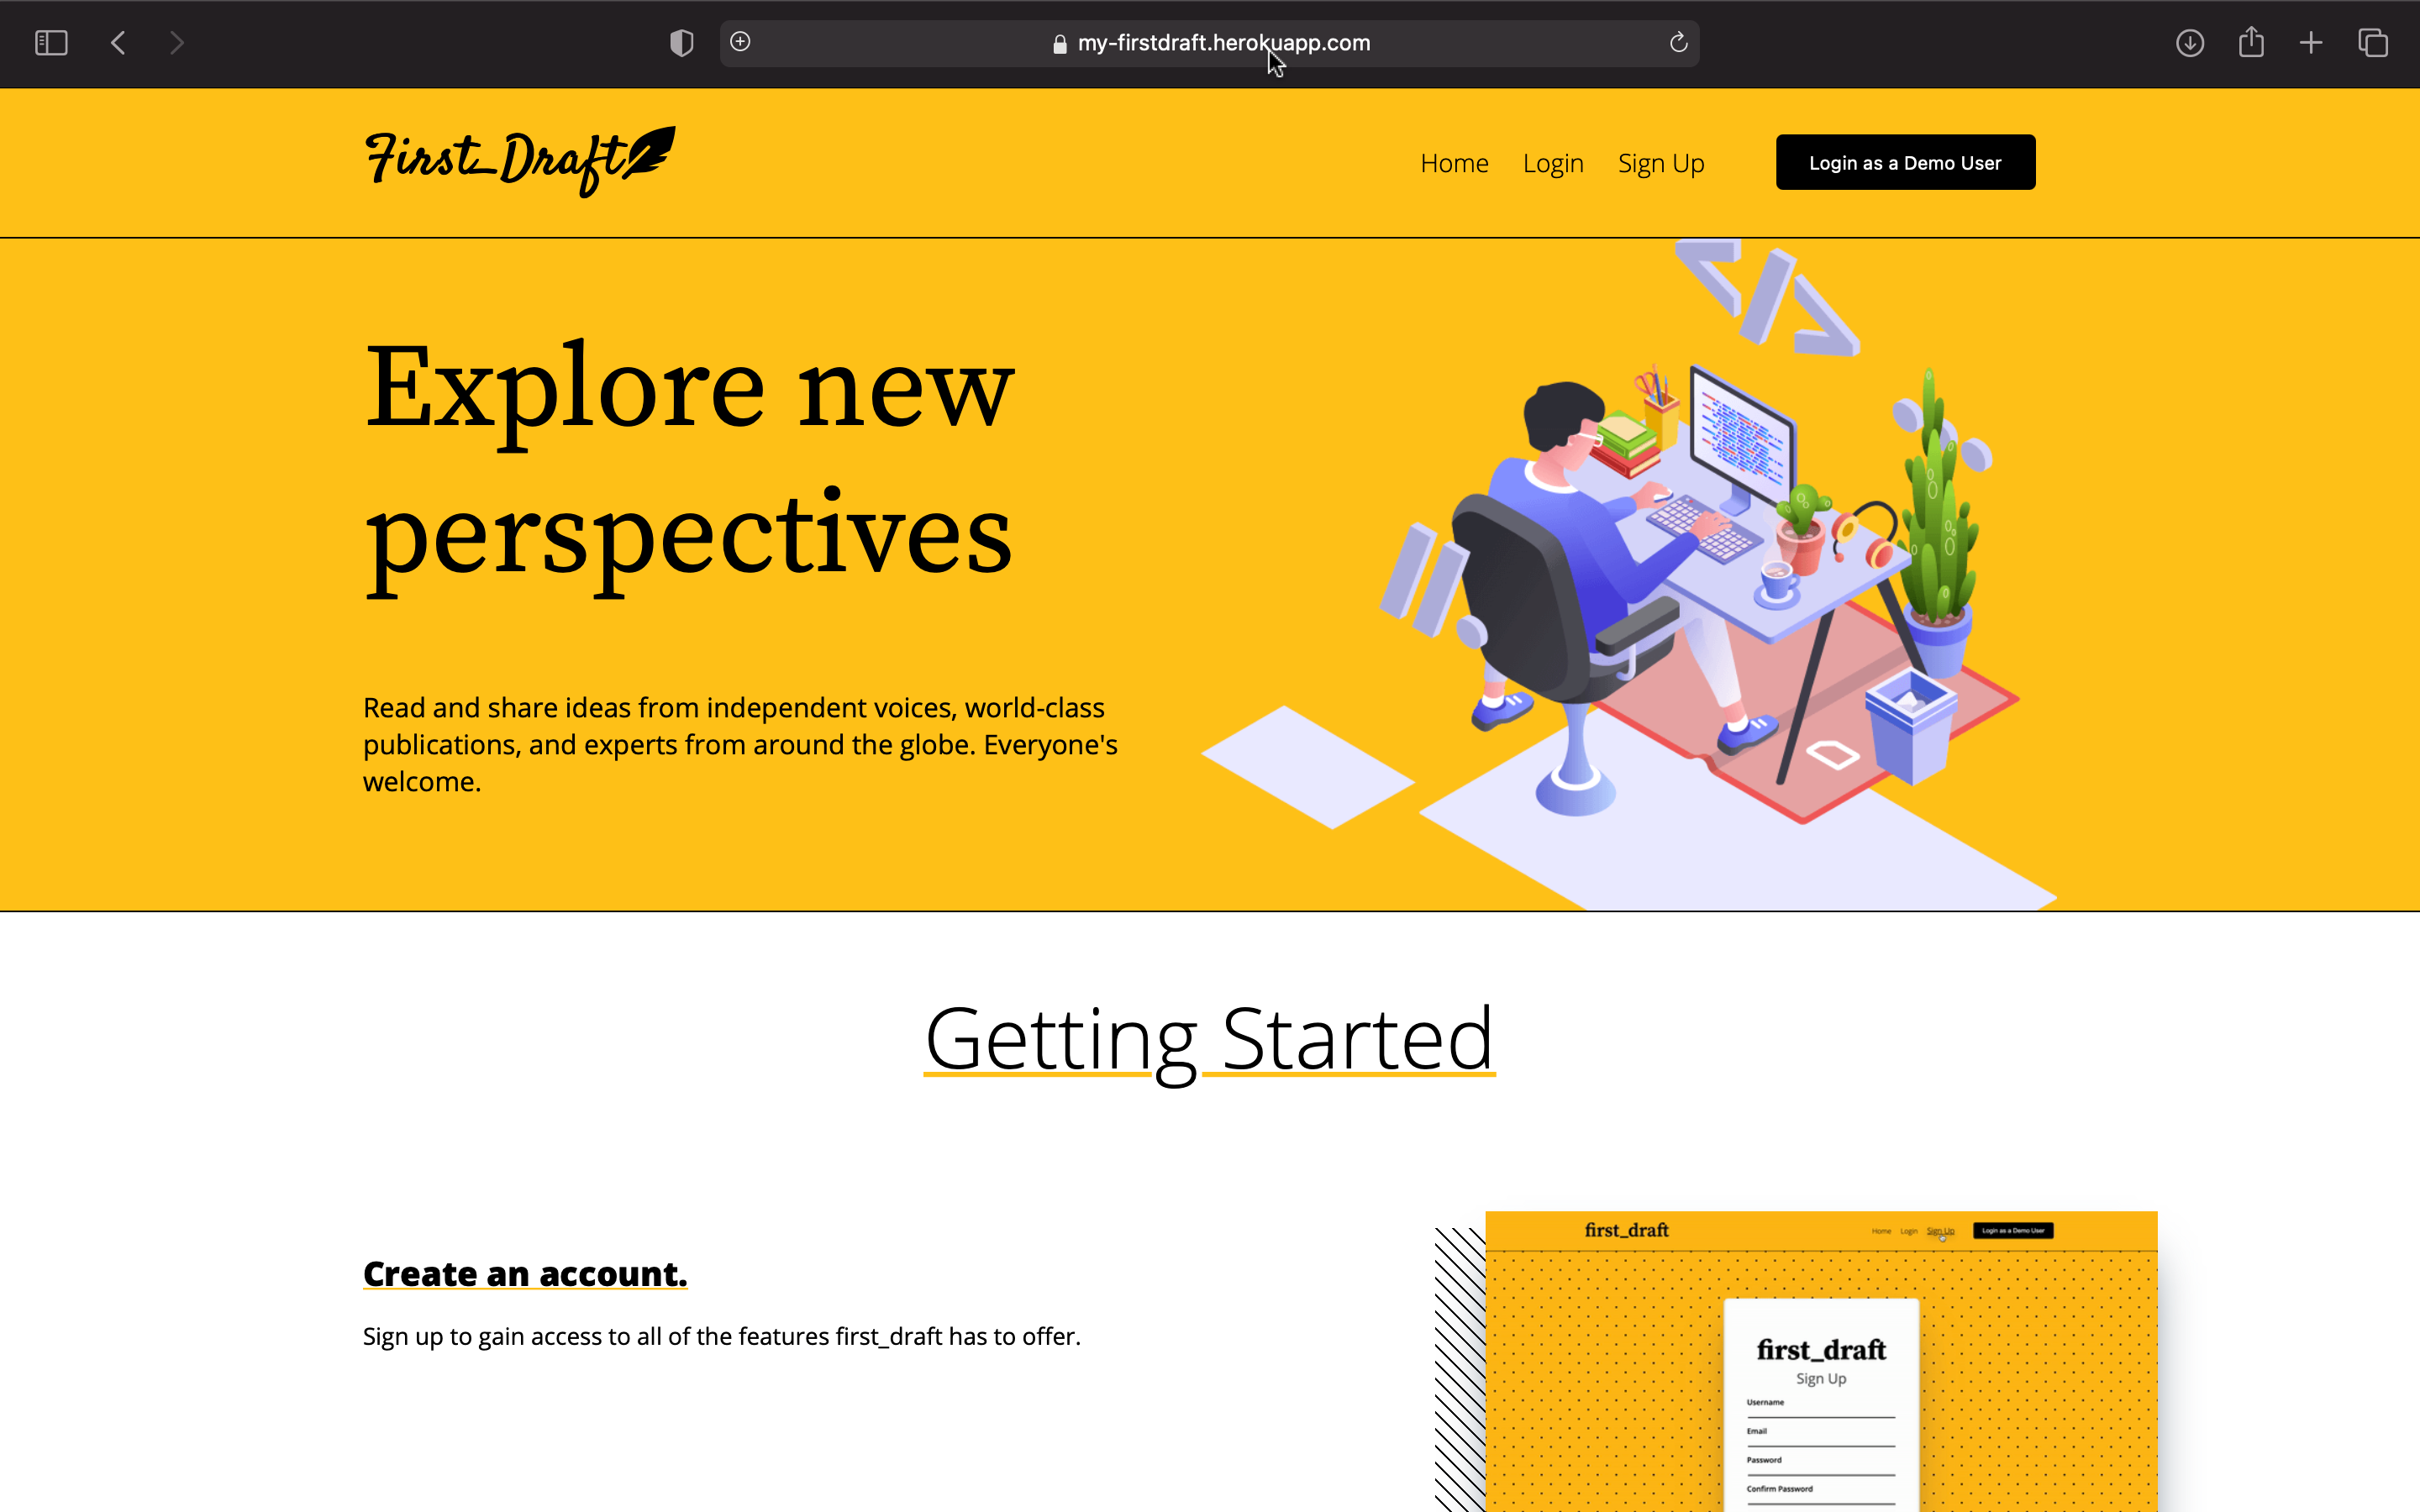 my-firstdraft.herokuapp.com
First_Draft
Home Login Sign Up Login as a Demo User
</>
Explore new
perspectives
Read and share ideas from independent voices, world-class
publications, and experts from around the globe. Everyone's
welcome.
Getting Started
Create an account.
Sign up to gain access to all of the features first_draft has to offer.
first_draft
Home Login Sign Up Login as a Demo User
first_draft
Sign Up
Username
Email
Password
Confirm Password